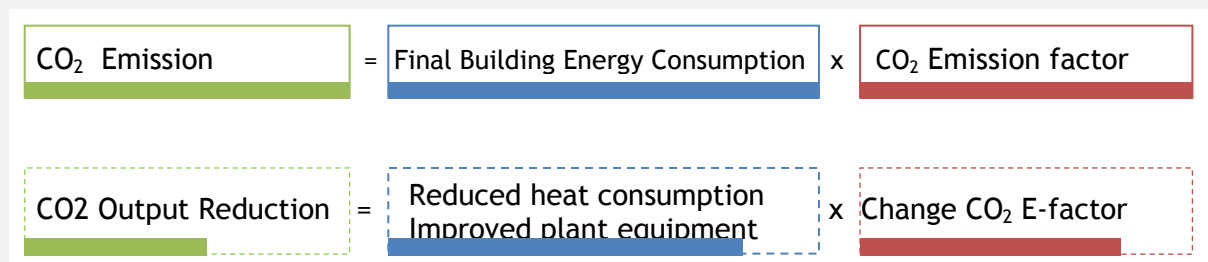 CO₂ Emission = Final Building Energy Consumption x CO₂ Emission factor
CO2 Output Reduction = Reduced heat consumption x Change CO₂ E-factor
Improved plant equipment